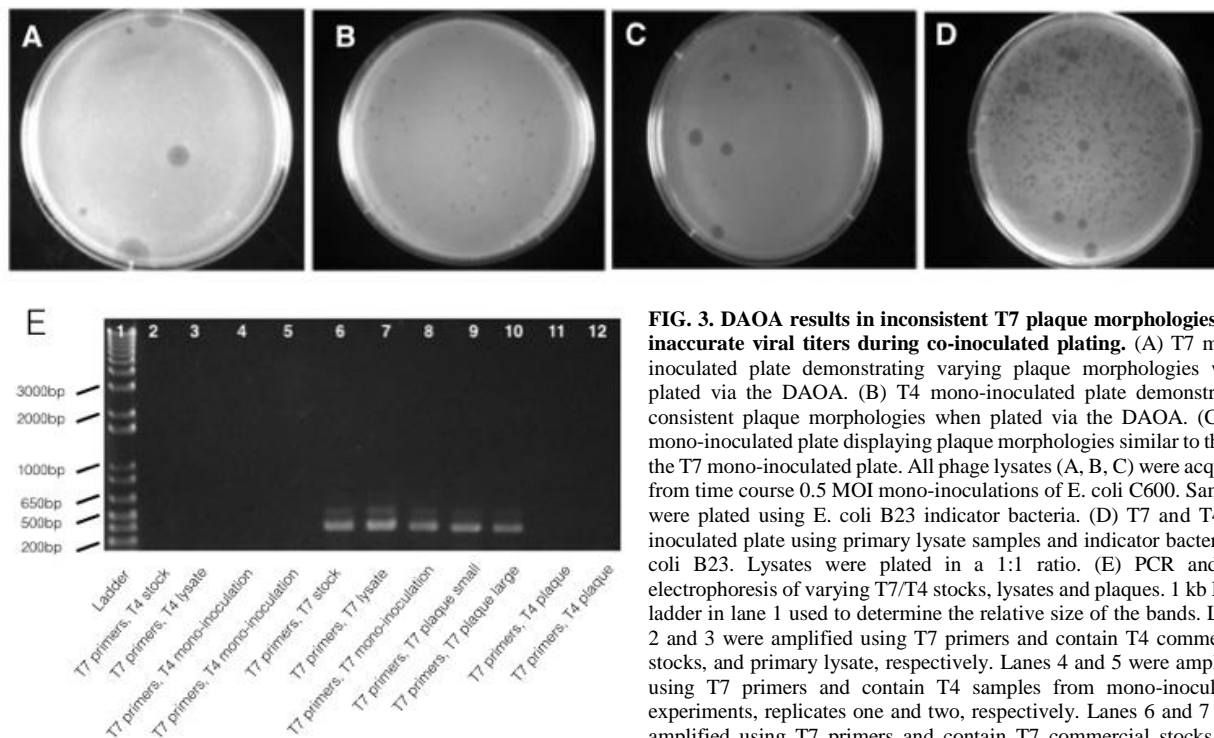 A
B
C
D
E
1 2 3 4 5 6 7 8 9 10 11 12
3000bp
2000bp
1000bp
650bp
500bp
200bp
Ladder
T7 primers, T4 stock
T7 primers, T4 lysate
T7 primers, T4 mono-inoculation
T7 primers, T4 mono-inoculation
T7 primers, T7 stock
T7 primers, T7 lysate
T7 primers, T7 mono-inoculation
T7 primers, T7 plaque small
T7 primers, T7 plaque large
T7 primers, T4 plaque
T7 primers, T4 plaque
FIG. 3. DAOA results in inconsistent T7 plaque morphologies
inaccurate viral titers during co-inoculated plating. (A) T7 m
inoculated plate demonstrating varying plaque morphologies
plated via the DAOA. (B) T4 mono-inoculated plate demonstr
consistent plaque morphologies when plated via the DAOA. (C
mono-inoculated plate displaying plaque morphologies similar to th
the T7 mono-inoculated plate. All phage lysates (A, B, C) were acq
from time course 0.5 MOI mono-inoculations of E. coli C600. Sam
were plated using E. coli B23 indicator bacteria. (D) T7 and T4
inoculated plate using primary lysate samples and indicator bacter
coli B23. Lysates were plated in a 1:1 ratio. (E) PCR and
electrophoresis of varying T7/T4 stocks, lysates and plaques. 1 kb
ladder in lane 1 used to determine the relative size of the bands. L
2 and 3 were amplified using T7 primers and contain T4 comme
stocks, and primary lysate, respectively. Lanes 4 and 5 were ampl
using T7 primers and contain T4 samples from mono-inocul
experiments, replicates one and two, respectively. Lanes 6 and 7
amplified using T7 primers and contain T7 commercial stocks